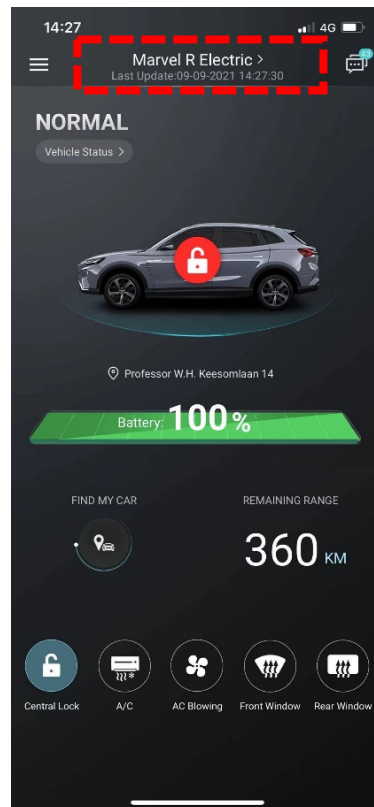 14:27 4G
Marvel R Electric >
Last Update:09-09-2021 14:27:30
NORMAL
Vehicle Status >
Professor W.H. Keesomlaan 14
Battery: 100%
FIND MY CAR REMAINING RANGE
360 KM
Central Lock A/C AC Blowing Front Window Rear Window